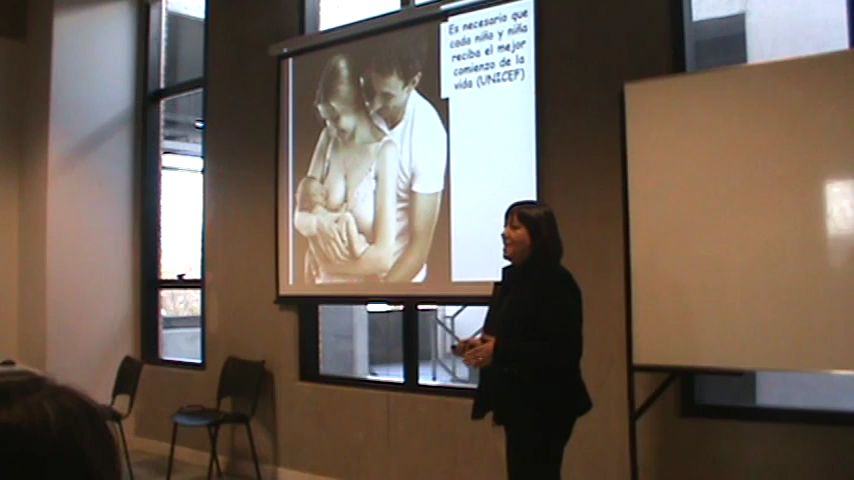 Es necesario que
cada niño y niña
reciba el mejor
comienzo de la
vida (UNICEF)